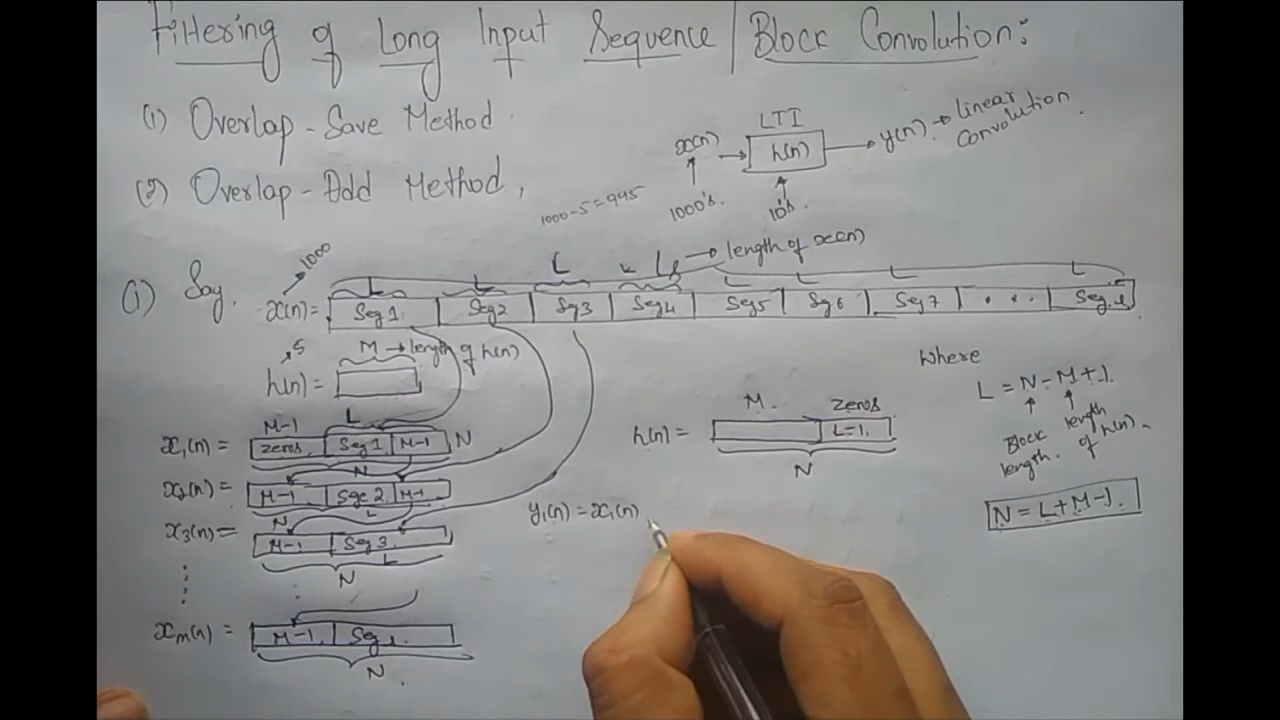 Filtering of Long Input Sequence / Block Convolution:
(1) Overlap-Save Method.
(2) Overlap-Add Method,
LTI
x(n) → h(n) → y(n) → linear convolution.
1000's.
10's.
1000-5=995
(1) Say.
1000
L L L L Ls → length of x(n)
L L L L
x(n)= Seg 1 Seg 2 Sg 3 Seg 4 Seg 5 Sg 6 Seg 7 . . . Seg.s
5
M → length of h(n)
h(n) =
M-1 L
x₁(n) = zeros. Seg 1 M-1 N
N
x₂(n) = M-1 Sge 2 M-1
N L
x₃(n) = M-1 Seg 3.
L
N
xm(n) = M-1 Seg s.
N
M. zeros
h(n) = L-1.
N
y₁(n) = x₁(n)
Where
L = N-M+1.
Block length.
length of h(n).
N = L+M-1.